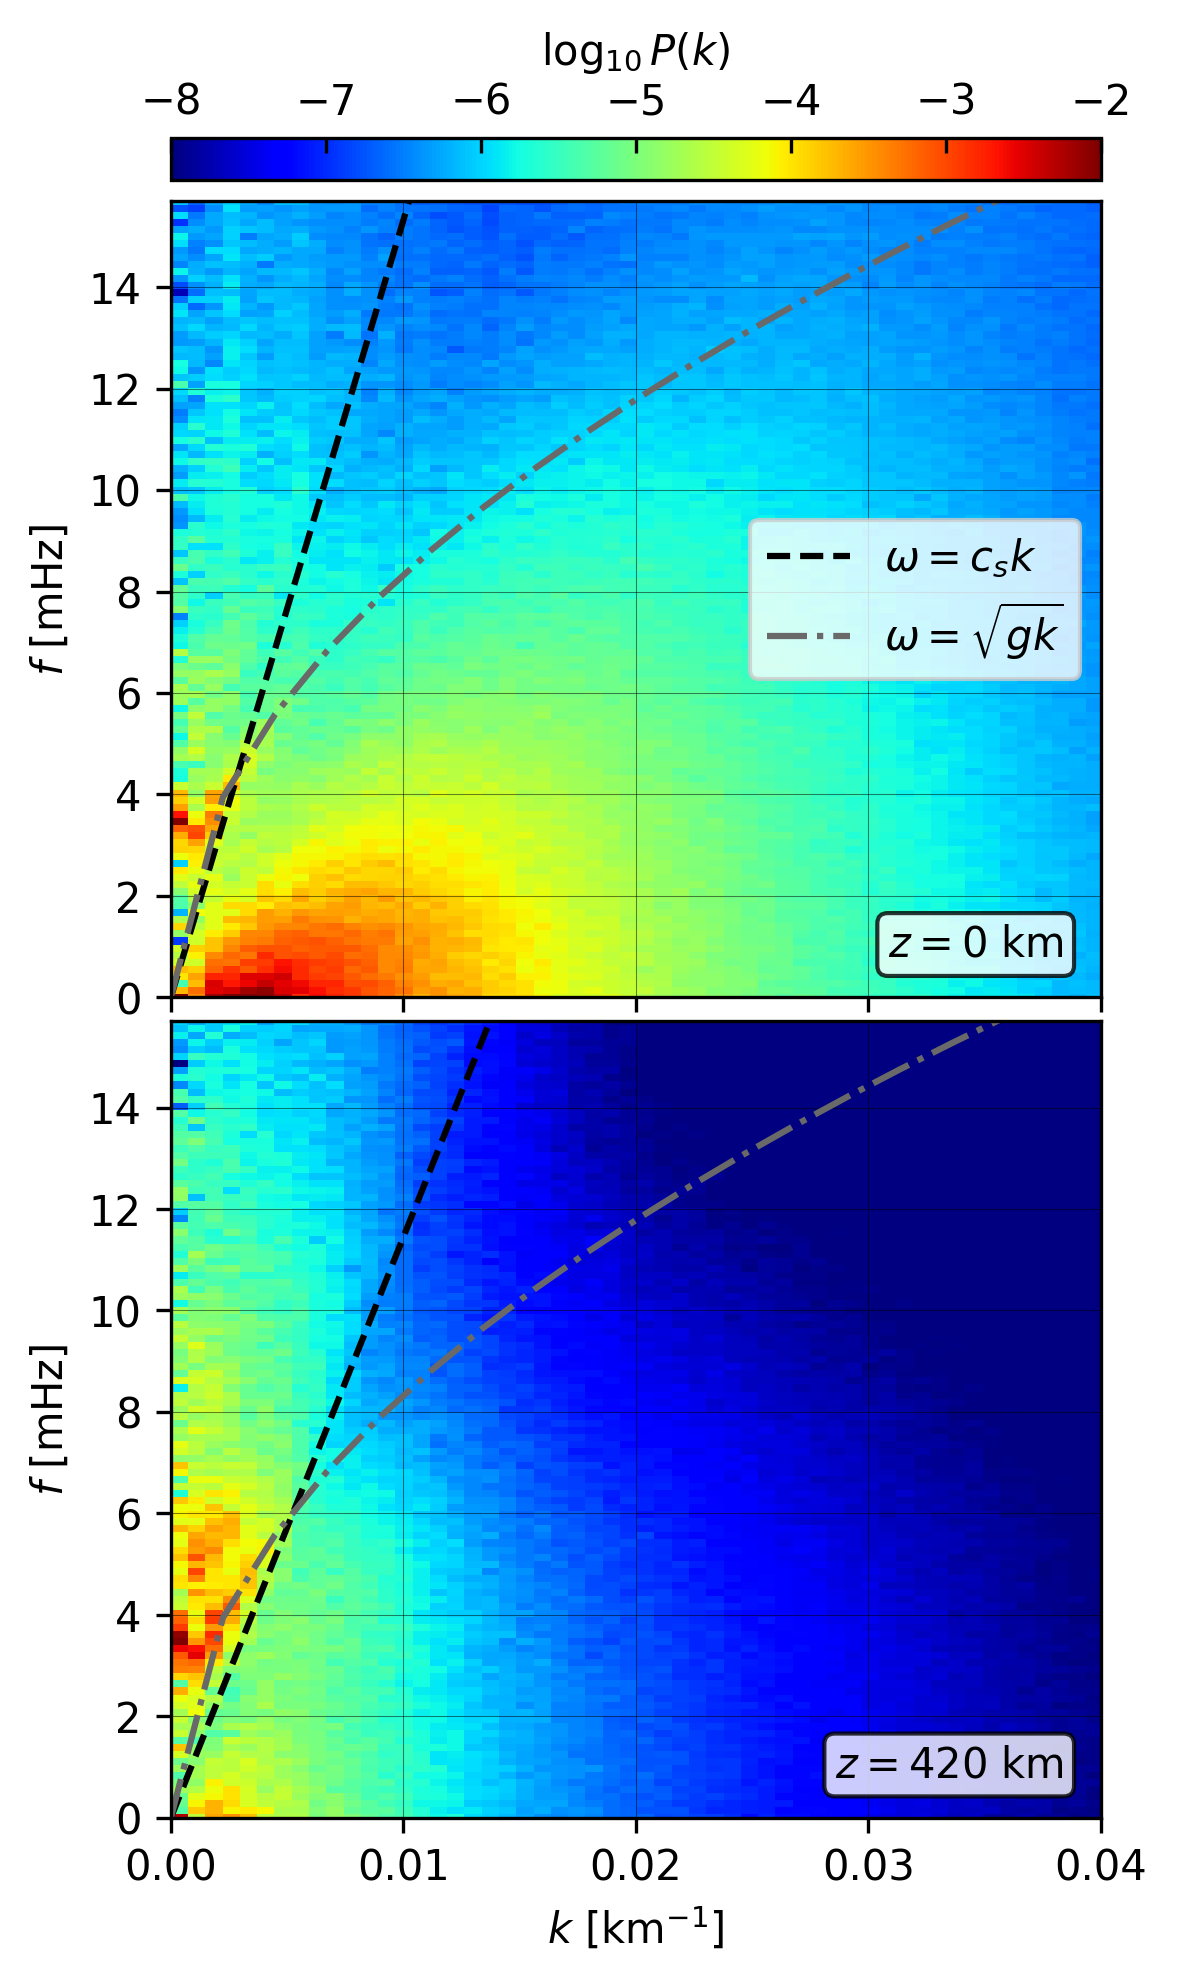 log₁₀ P(k)
−8 −7 −6 −5 −4 −3 −2
14
12
10
8
6
4
2
0
f [mHz]
ω = cₛk
ω = √gk
z = 0 km
14
12
10
8
6
4
2
0
f [mHz]
z = 420 km
0.00 0.01 0.02 0.03 0.04
k [km⁻¹]